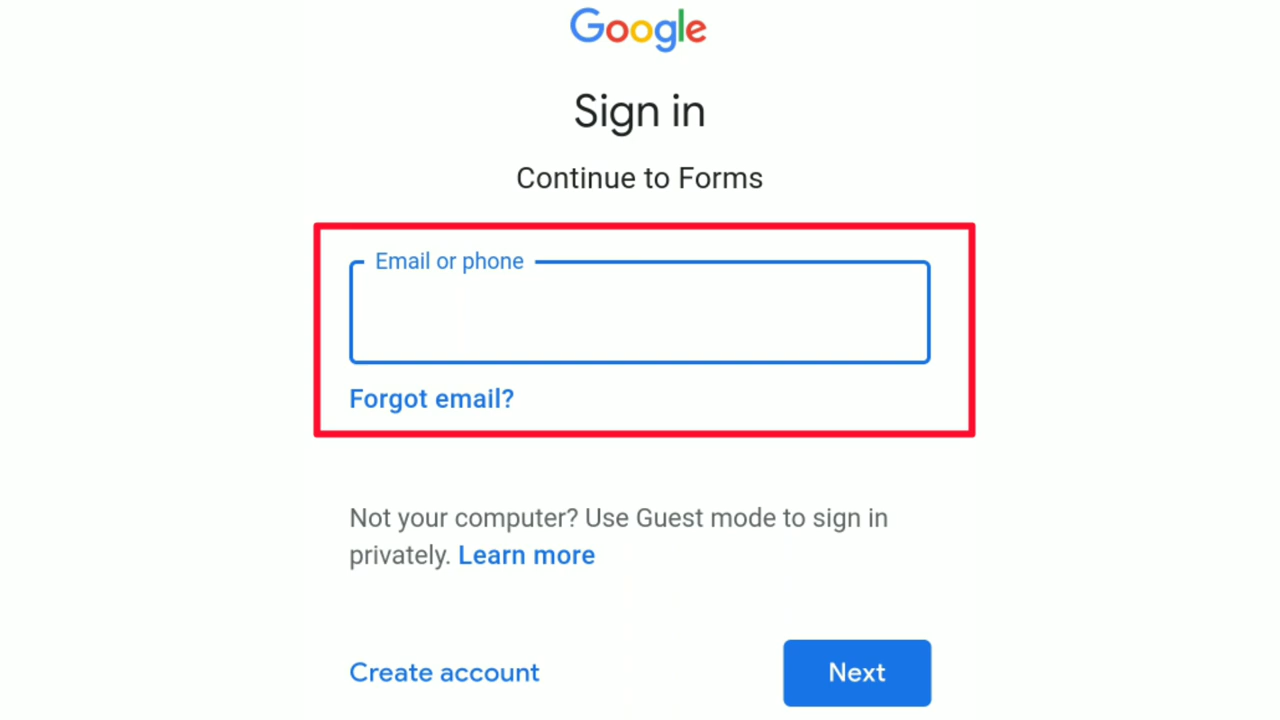 Google
Sign in
Continue to Forms
Email or phone
Forgot email?
Not your computer? Use Guest mode to sign in
privately. Learn more
Create account
Next